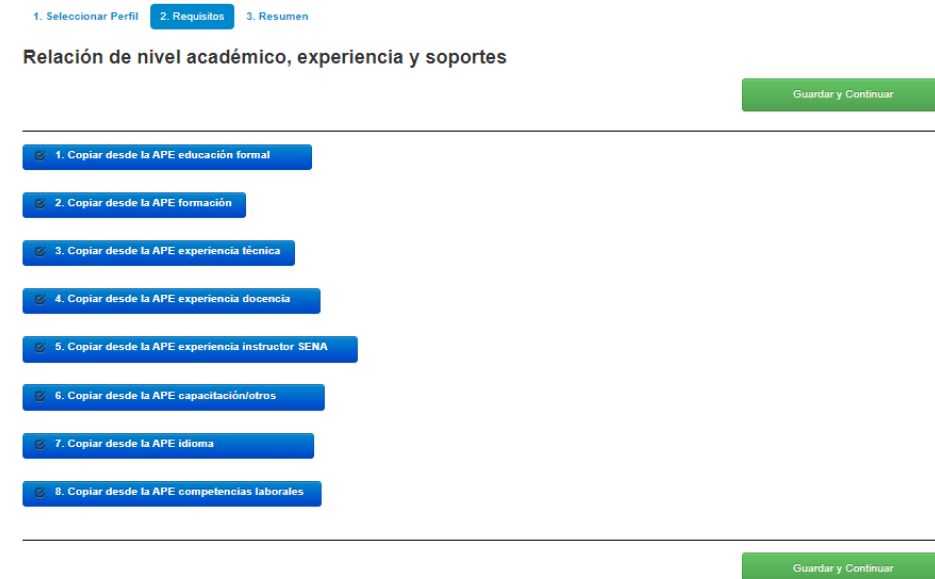 1. Seleccionar Perfil 2. Requisitos 3. Resumen
Relación de nivel académico, experiencia y soportes
Guardar y Continuar
1. Copiar desde la APE educación formal
2. Copiar desde la APE formación
3. Copiar desde la APE experiencia técnica
4. Copiar desde la APE experiencia docencia
5. Copiar desde la APE experiencia instructor SENA
6. Copiar desde la APE capacitación/otros
7. Copiar desde la APE idioma
8. Copiar desde la APE competencias laborales
Guardar y Continuar